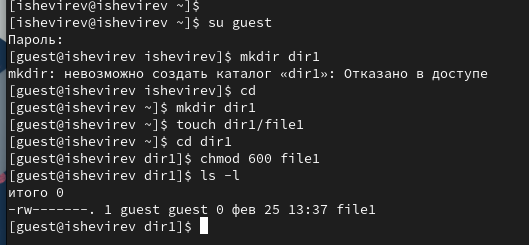 [ishevirev@ishevirev ~]$
[ishevirev@ishevirev ~]$ su guest
Пароль:
[guest@ishevirev ishevirev]$ mkdir dir1
mkdir: невозможно создать каталог «dir1»: Отказано в доступе
[guest@ishevirev ishevirev]$ cd
[guest@ishevirev ~]$ mkdir dir1
[guest@ishevirev ~]$ touch dir1/file1
[guest@ishevirev ~]$ cd dir1
[guest@ishevirev dir1]$ chmod 600 file1
[guest@ishevirev dir1]$ ls -l
итого 0
-rw-------. 1 guest guest 0 фев 25 13:37 file1
[guest@ishevirev dir1]$